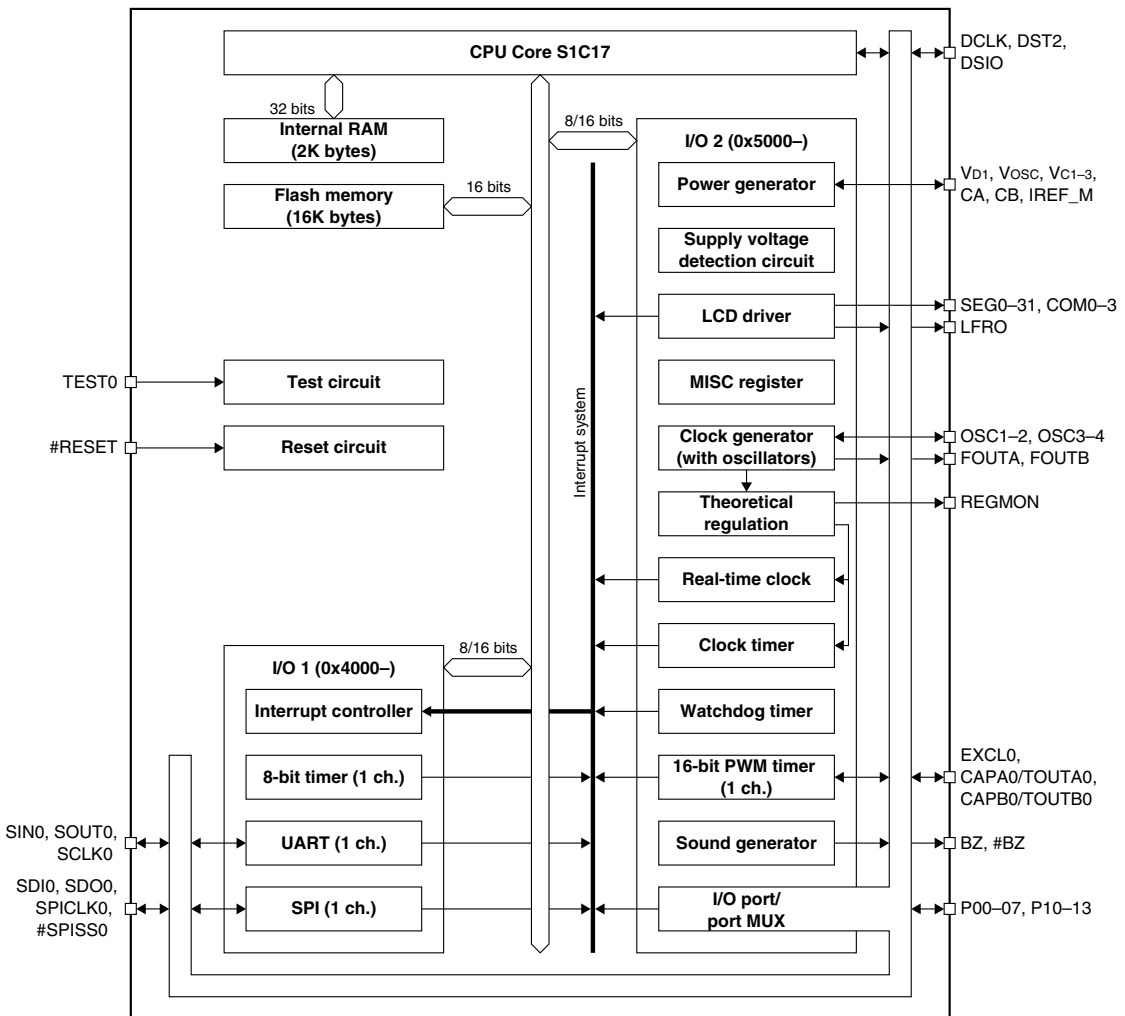 CPU Core S1C17
DCLK, DST2,
DSIO
32 bits
Internal RAM
(2K bytes)
8/16 bits
I/O 2 (0x5000–)
Flash memory
(16K bytes)
16 bits
Power generator
VD1, VOSC, VC1–3,
CA, CB, IREF_M
Supply voltage
detection circuit
LCD driver
SEG0–31, COM0–3
LFRO
TEST0
Test circuit
MISC register
#RESET
Reset circuit
Interrupt system
Clock generator
(with oscillators)
OSC1–2, OSC3–4
FOUTA, FOUTB
Theoretical
regulation
REGMON
Real-time clock
Clock timer
8/16 bits
I/O 1 (0x4000–)
Interrupt controller
Watchdog timer
8-bit timer (1 ch.)
16-bit PWM timer
(1 ch.)
EXCL0,
CAPA0/TOUTA0,
CAPB0/TOUTB0
SIN0, SOUT0,
SCLK0
UART (1 ch.)
Sound generator
BZ, #BZ
SDI0, SDO0,
SPICLK0,
#SPISS0
SPI (1 ch.)
I/O port/
port MUX
P00–07, P10–13